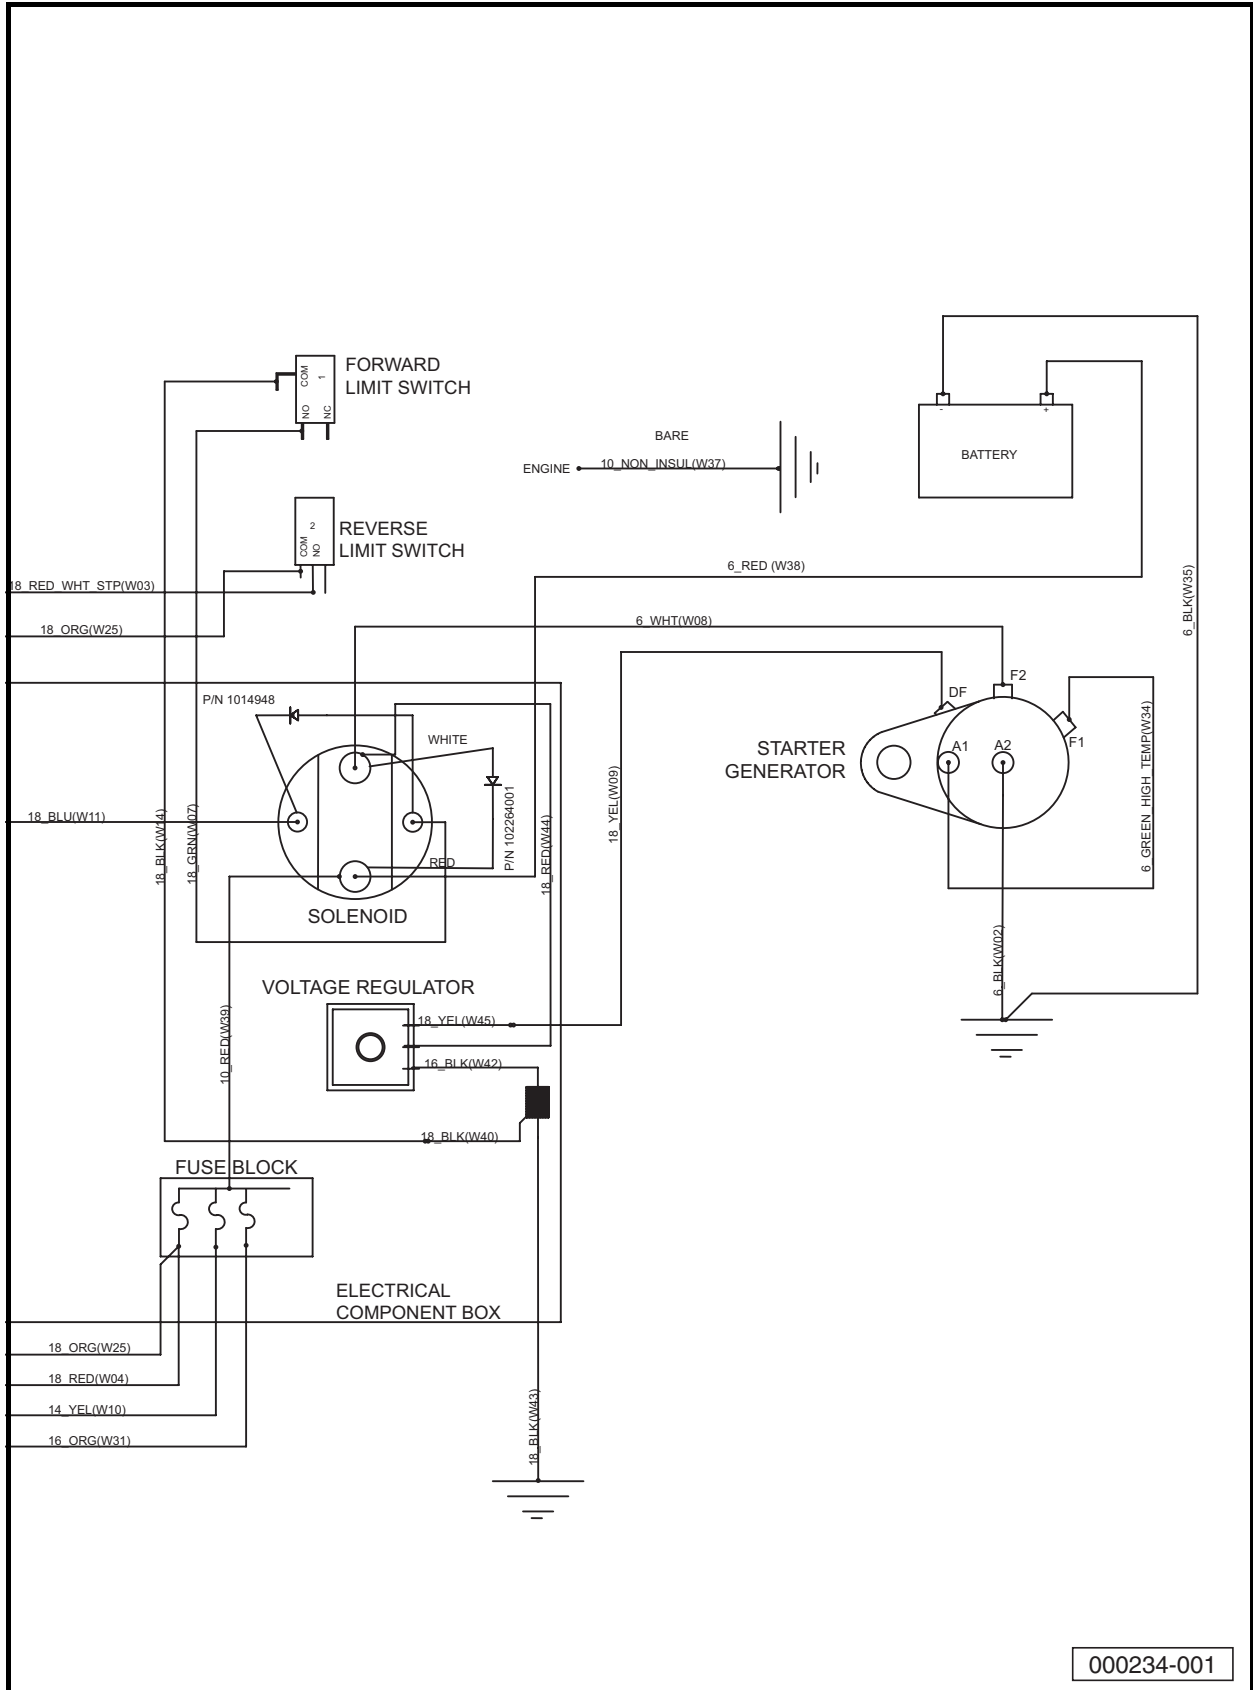 FORWARD
LIMIT SWITCH
COM
1
NO
NC
BARE
ENGINE
10_NON_INSUL(W37)
-
+
BATTERY
REVERSE
LIMIT SWITCH
2
COM
NO
18_RED_WHT_STP(W03)
6_RED (W38)
6_BLK(W35)
18_ORG(W25)
6_WHT(W08)
P/N 1014948
WHITE
DF
F2
F1
A1
A2
STARTER
GENERATOR
6_GREEN_HIGH_TEMP(W34)
18_YEL(W09)
18_BLU(W11)
18_BLK(W14)
18_GRN(W07)
P/N 102264001
18_RED(W44)
RED
SOLENOID
6_BLK(W02)
VOLTAGE REGULATOR
18_YEL(W45)
10_RED(W39)
16_BLK(W42)
18_BLK(W40)
FUSE BLOCK
ELECTRICAL
COMPONENT BOX
18_ORG(W25)
18_RED(W04)
14_YEL(W10)
16_ORG(W31)
18_BLK(W43)
000234-001